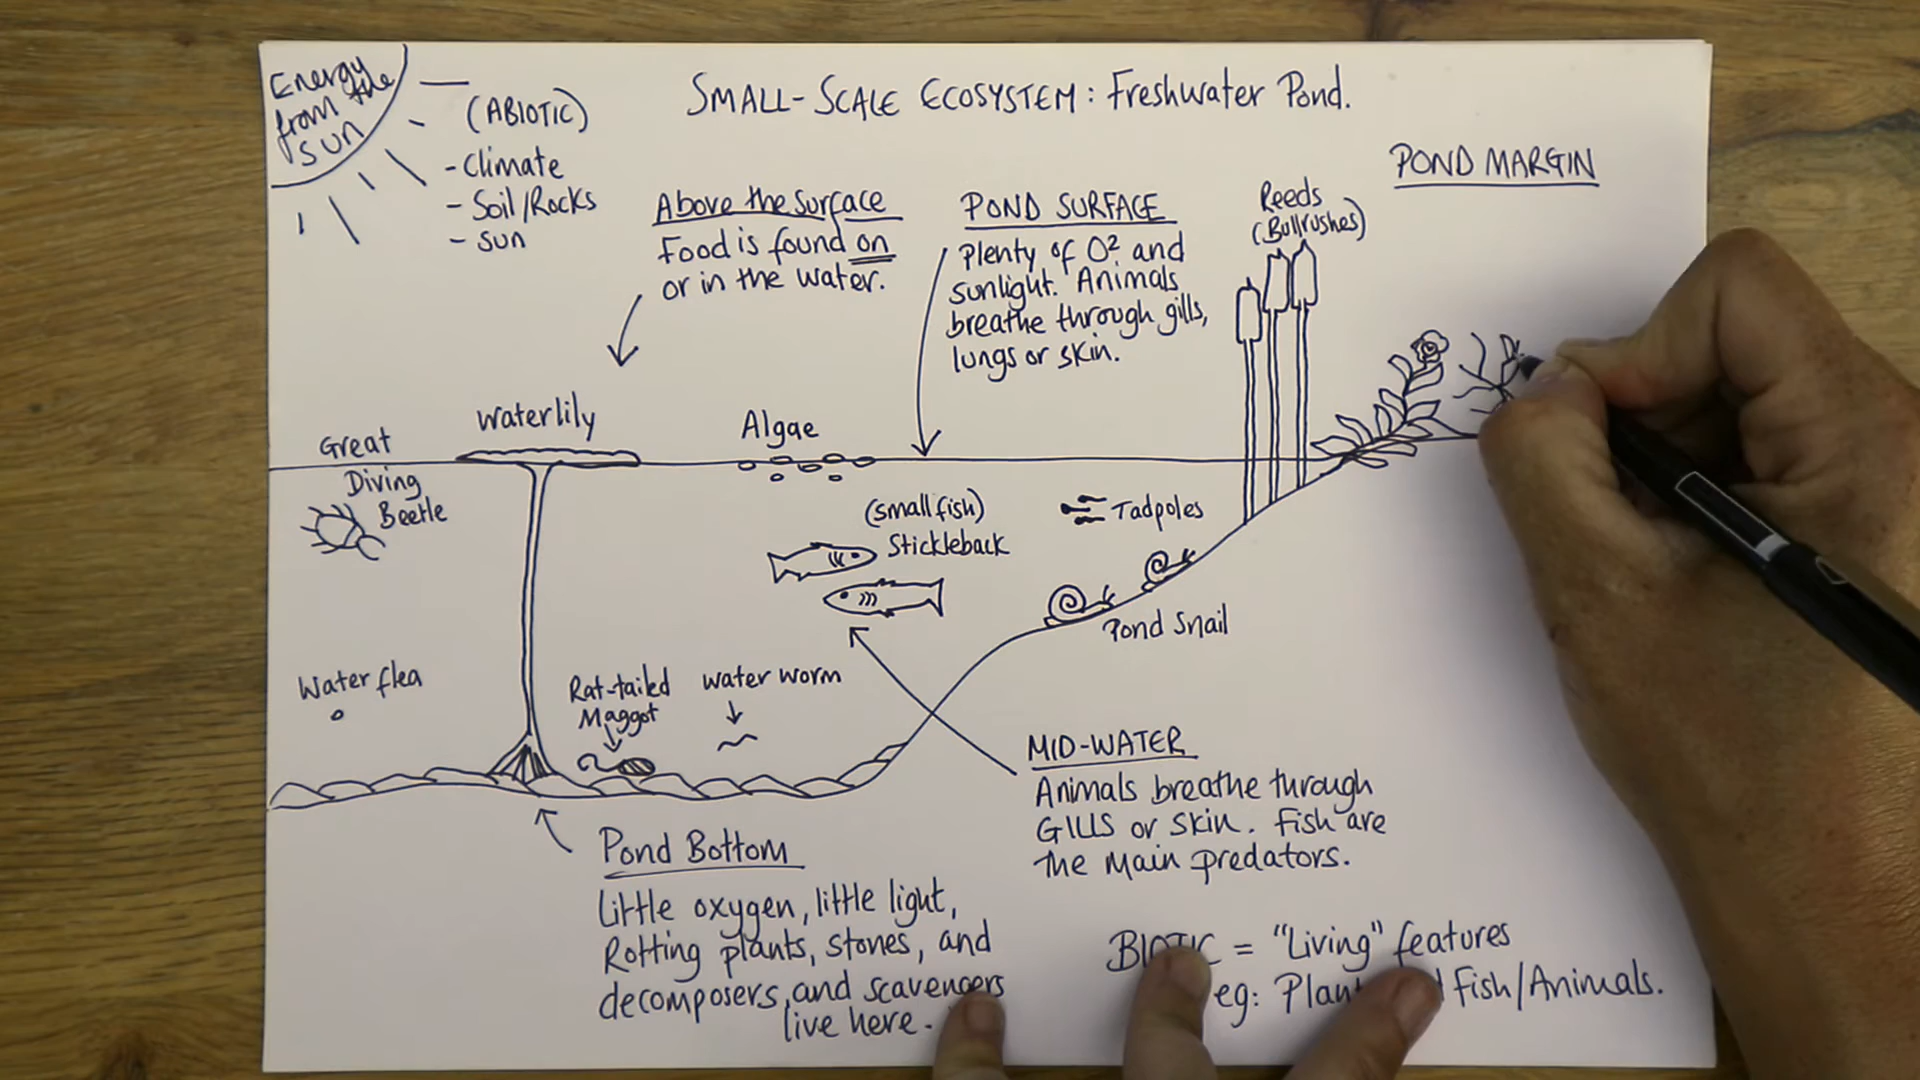 Energy
from the
sun
(ABIOTIC)
- Climate
- Soil/Rocks
- Sun
SMALL-SCALE ECOSYSTEM: Freshwater Pond.
Above the surface
Food is found on
or in the water.
POND SURFACE
Plenty of O² and
sunlight. Animals
breathe through gills,
lungs or skin.
Reeds
(Bullrushes)
POND MARGIN
Great
Diving
Beetle
Waterlily
Algae
(small fish)
Stickleback
Tadpoles
Pond Snail
Water flea
Rat-tailed
Maggot
water worm
MID-WATER
Animals breathe through
GILLS or skin. Fish are
the main predators.
Pond Bottom
Little oxygen, little light,
Rotting plants, stones, and
decomposers, and scavengers
live here.
BIOTIC = "Living" features
eg: Fish/Animals.